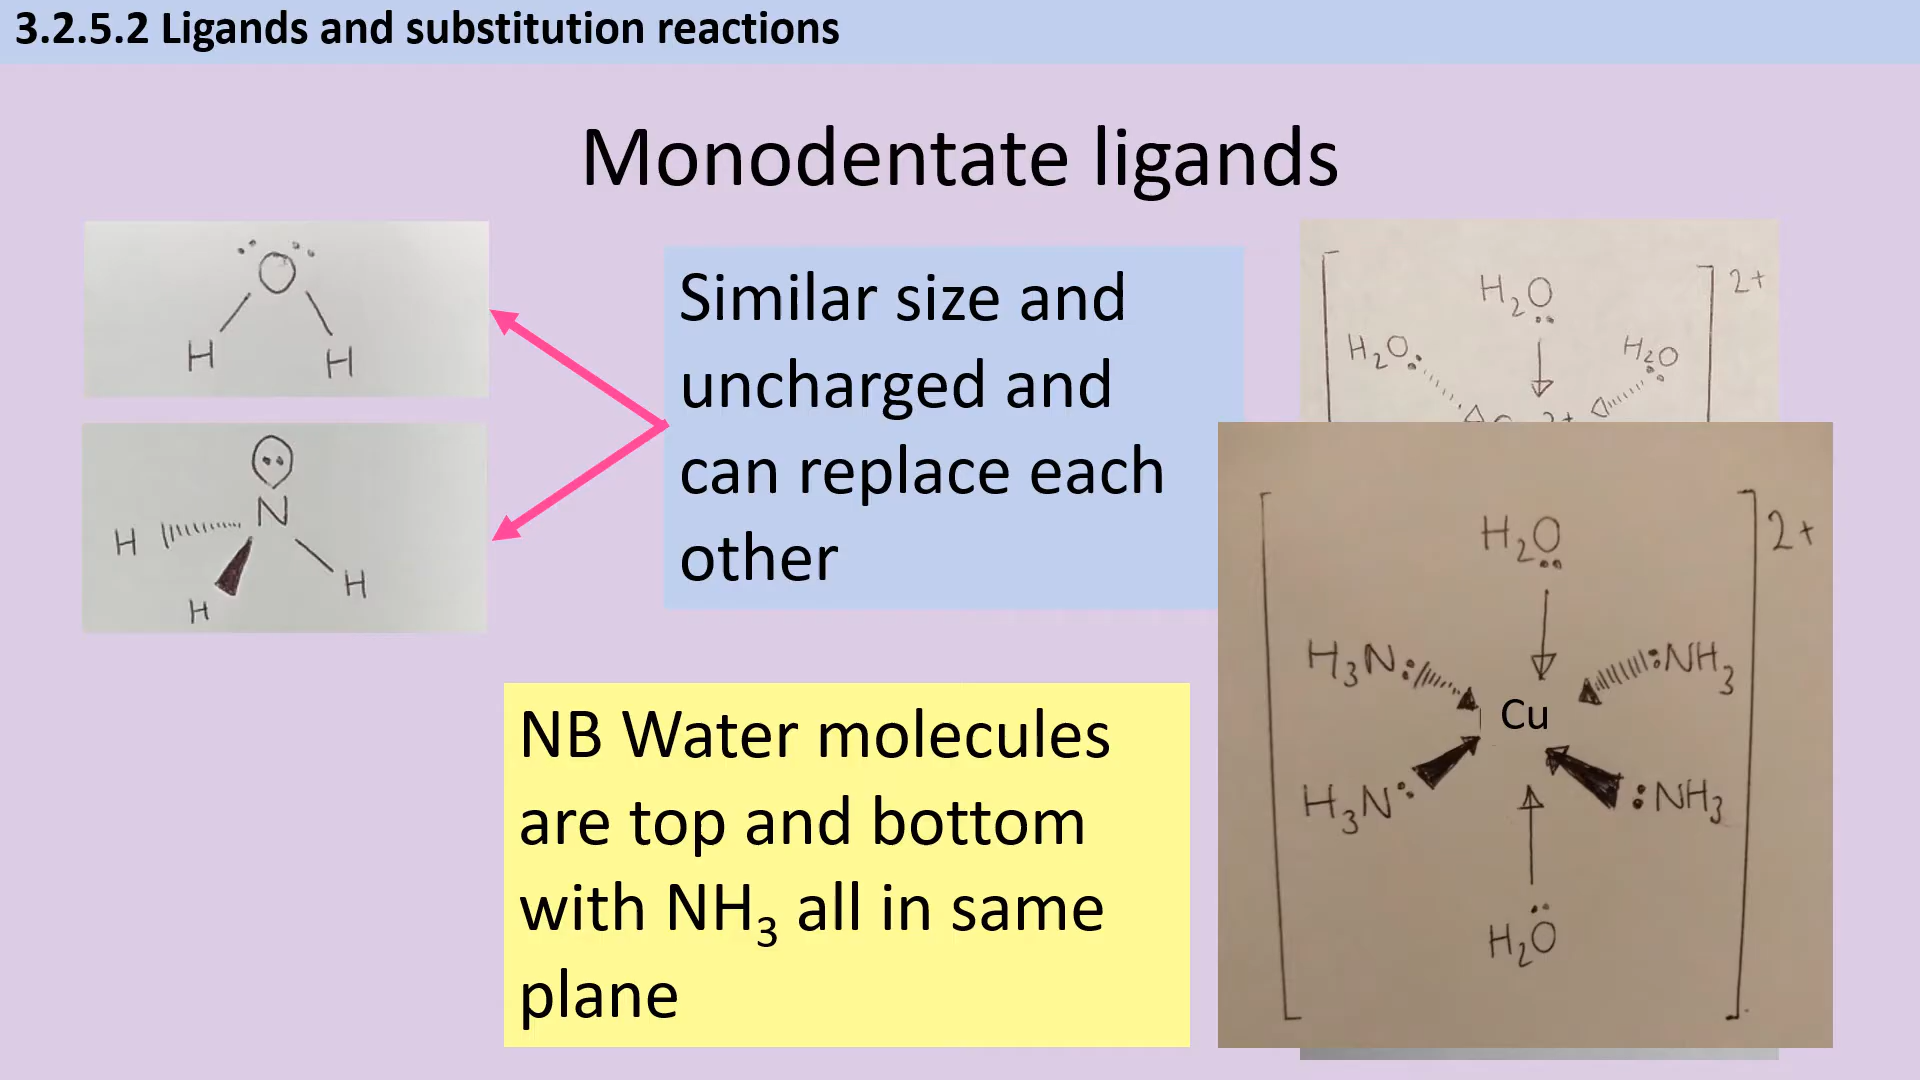 3.2.5.2 Ligands and substitution reactions
Monodentate ligands
O
H H
N
H
H
H
Similar size and
uncharged and
can replace each
other
NB Water molecules
are top and bottom
with NH₃ all in same
plane
2+
H₂O
H₂O H₂O
2+
H₂O
H₃N NH₃
Cu
H₃N NH₃
H₂O